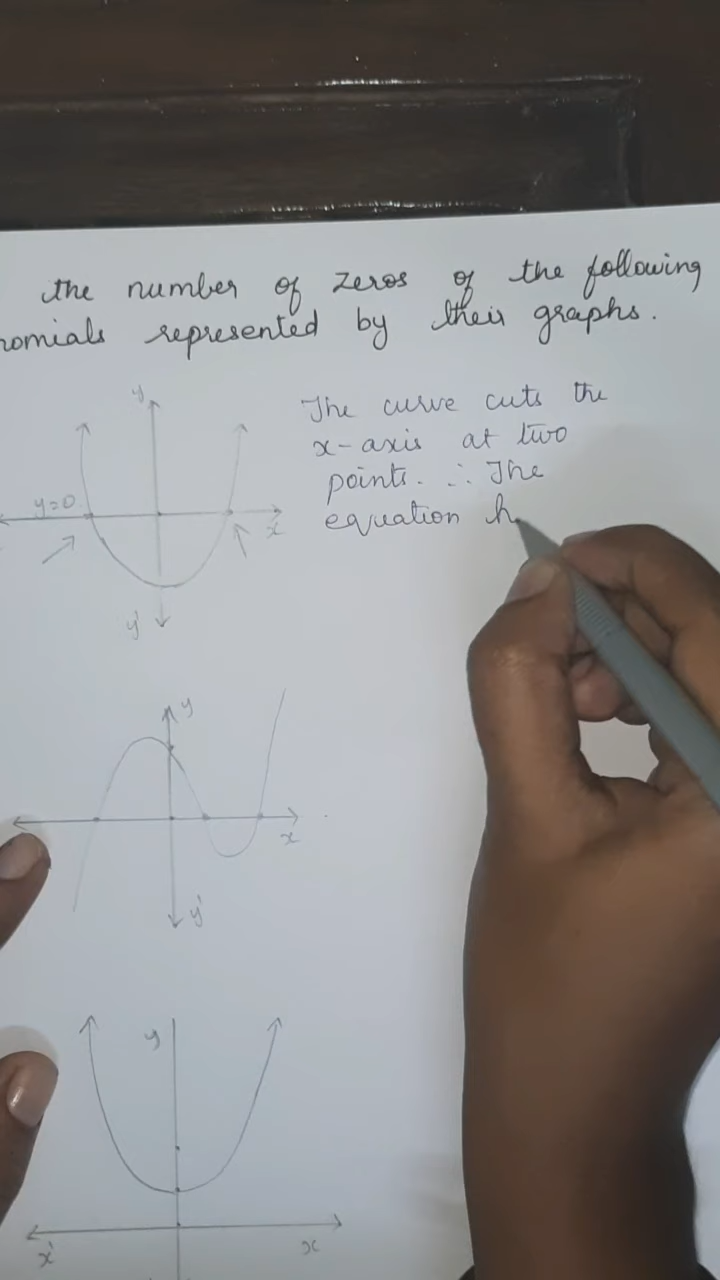 the number of zeros of the following
nomials represented by their graphs.
y
The curve cuts the
x-axis at two
points. ∴ The
equation h
y=0
x
y'
y
x
y'
y
x'
x